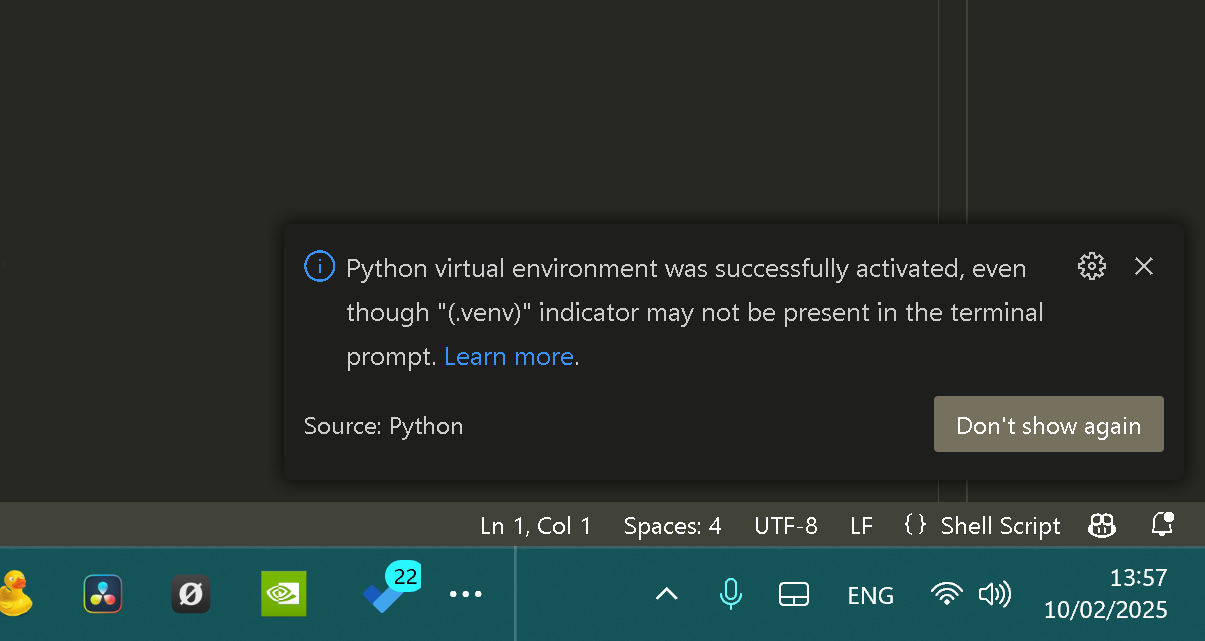 Python virtual environment was successfully activated, even
though "(.venv)" indicator may not be present in the terminal
prompt. Learn more.
Source: Python
Don't show again
Ln 1, Col 1 Spaces: 4 UTF-8 LF {} Shell Script
22
ENG
13:57
10/02/2025